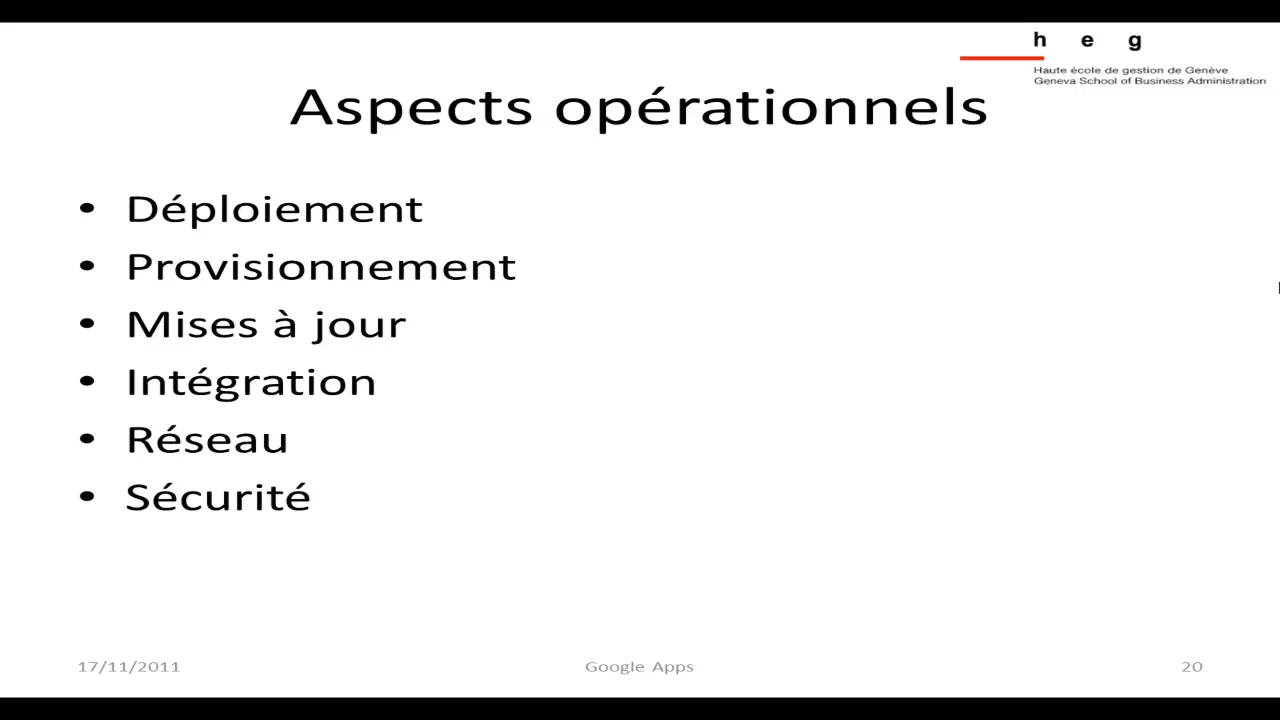 h e g
Haute école de gestion de Genève
Geneva School of Business Administration
Aspects opérationnels
• Déploiement
• Provisionnement
• Mises à jour
• Intégration
• Réseau
• Sécurité
17/11/2011
Google Apps
20